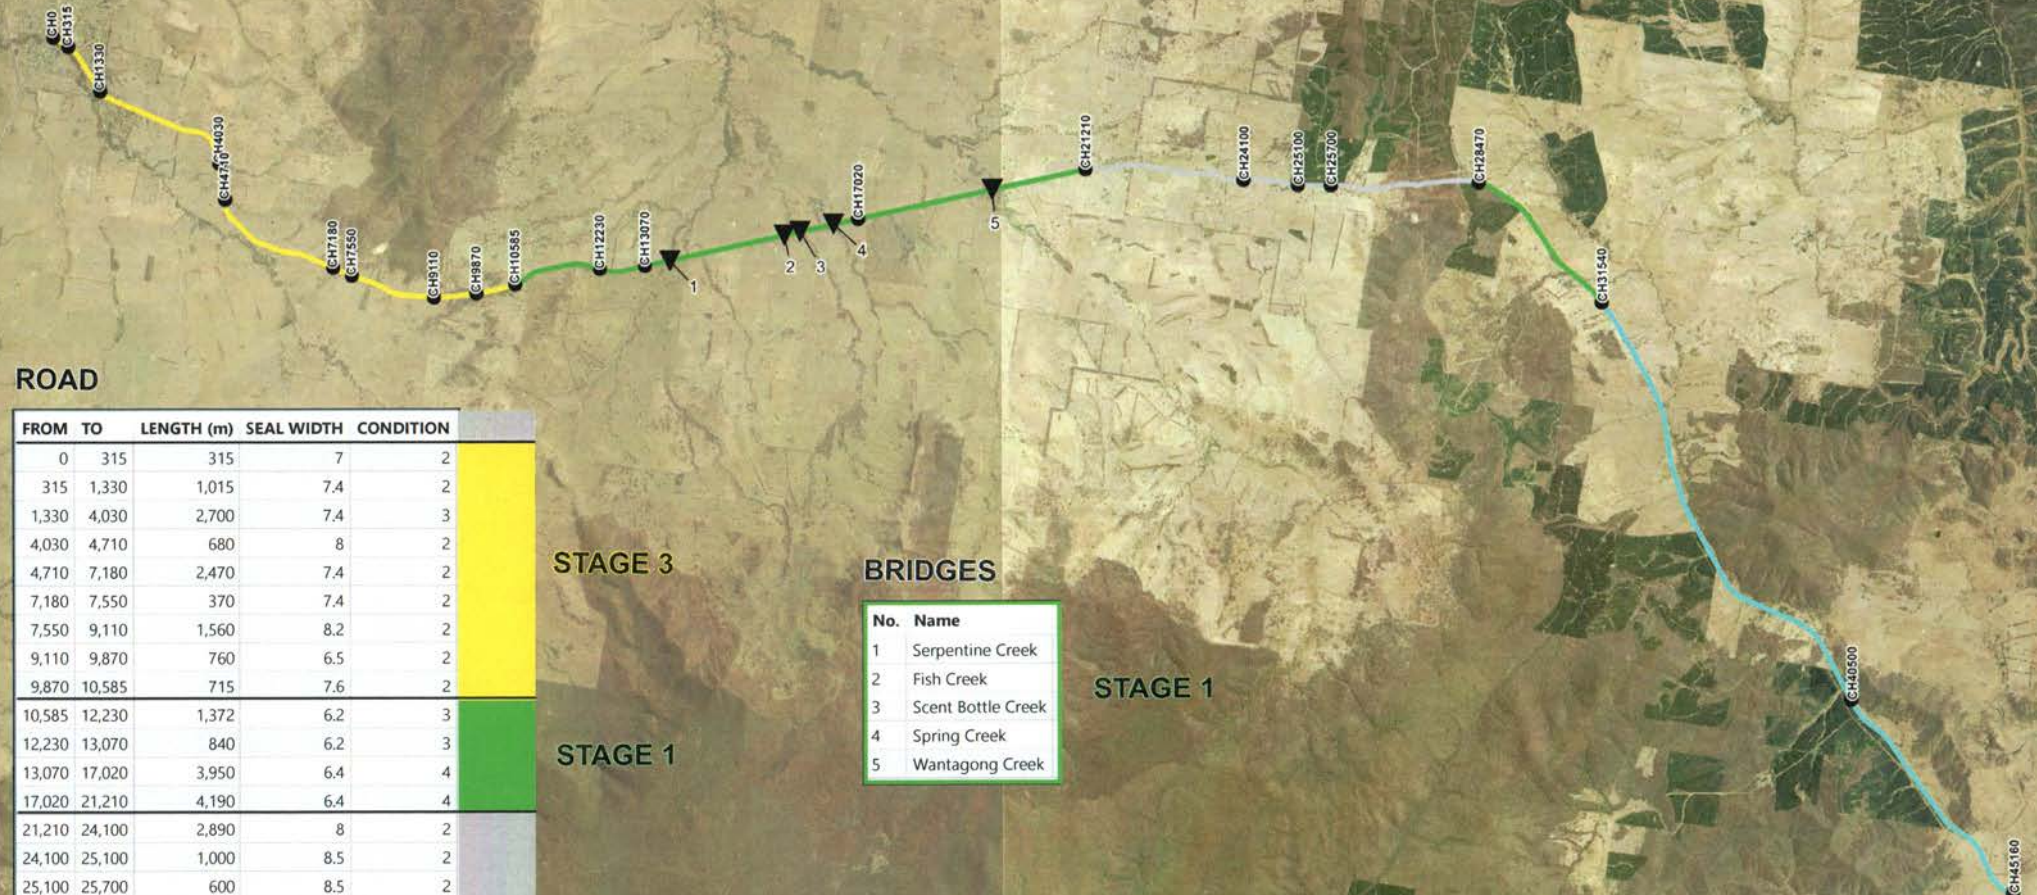 CH0
CH315
CH1330
CH4030
CH4710
CH7180
CH7550
CH9110
CH9870
CH10585
CH12230
CH13070
CH17020
CH21210
CH24100
CH25100
CH25700
CH28470
CH31540
CH40500
CH45160
1
2
3
4
5
ROAD
FROM TO LENGTH (m) SEAL WIDTH CONDITION
0 315 315 7 2
315 1,330 1,015 7.4 2
1,330 4,030 2,700 7.4 3
4,030 4,710 680 8 2
4,710 7,180 2,470 7.4 2
7,180 7,550 370 7.4 2
7,550 9,110 1,560 8.2 2
9,110 9,870 760 6.5 2
9,870 10,585 715 7.6 2
10,585 12,230 1,372 6.2 3
12,230 13,070 840 6.2 3
13,070 17,020 3,950 6.4 4
17,020 21,210 4,190 6.4 4
21,210 24,100 2,890 8 2
24,100 25,100 1,000 8.5 2
25,100 25,700 600 8.5 2
STAGE 3
STAGE 1
BRIDGES
No. Name
1 Serpentine Creek
2 Fish Creek
3 Scent Bottle Creek
4 Spring Creek
5 Wantagong Creek
STAGE 1